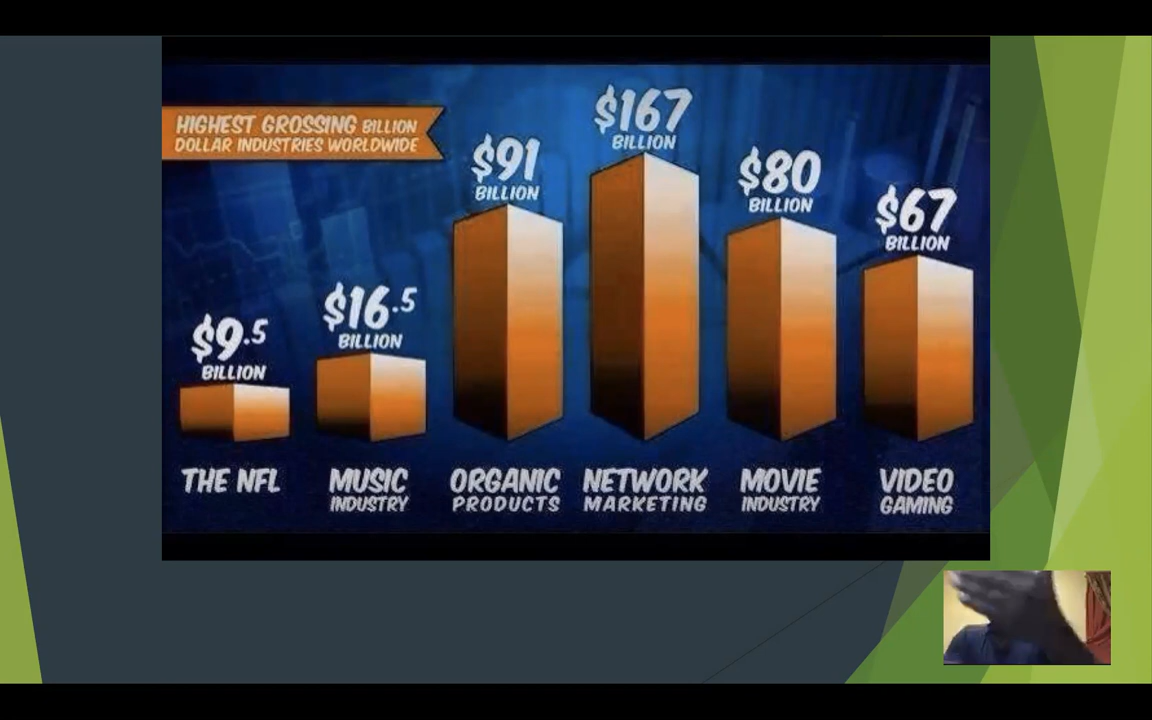 HIGHEST GROSSING BILLION
DOLLAR INDUSTRIES WORLDWIDE
$9.5
BILLION
THE NFL
$16.5
BILLION
MUSIC
INDUSTRY
$91
BILLION
ORGANIC
PRODUCTS
$167
BILLION
NETWORK
MARKETING
$80
BILLION
MOVIE
INDUSTRY
$67
BILLION
VIDEO
GAMING